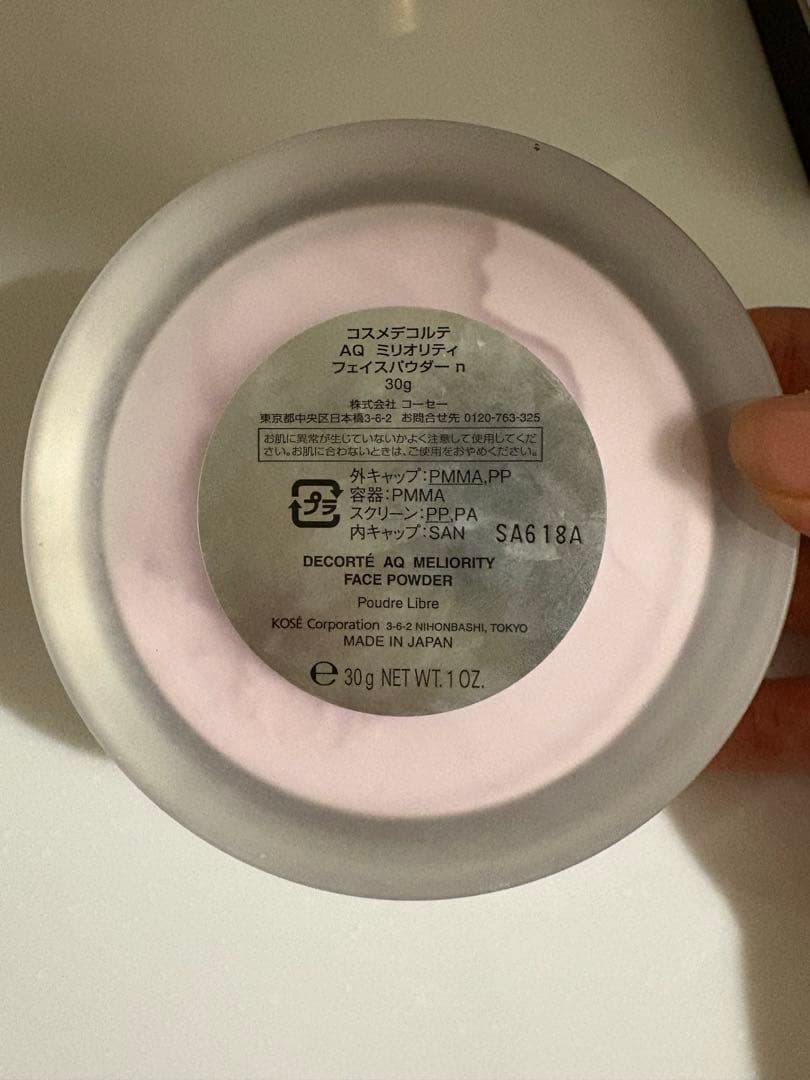 コスメデコルテ
AQ ミリオリティ
フェイスパウダー n
30g
株式会社 コーセー
東京都中央区日本橋3-6-2 お問合せ先 0120-763-325
お肌に異常が生じていないかよく注意して使用してくだ
さい。お肌に合わないときは、ご使用をおやめください。
外キャップ:PMMA,PP
プラ 容器:PMMA
スクリーン:PP,PA
内キャップ:SAN SA618A
DECORTÉ AQ MELIORITY
FACE POWDER
Poudre Libre
KOSÉ Corporation 3-6-2 NIHONBASHI, TOKYO
MADE IN JAPAN
℮ 30g NET WT. 1 OZ.